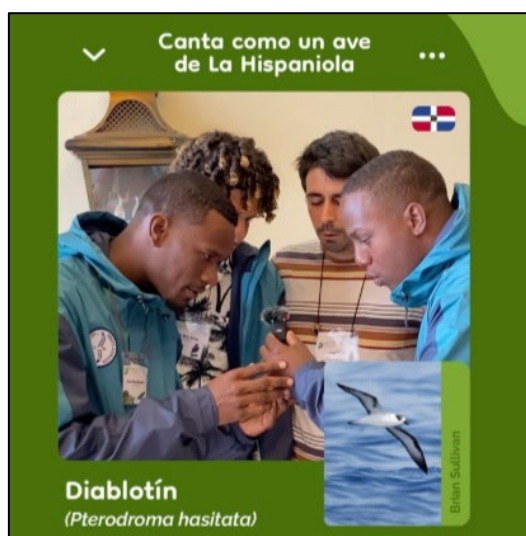 Canta como un ave
de La Hispaniola
Diablotín
(Pterodroma hasitata)
Brian Sullivan